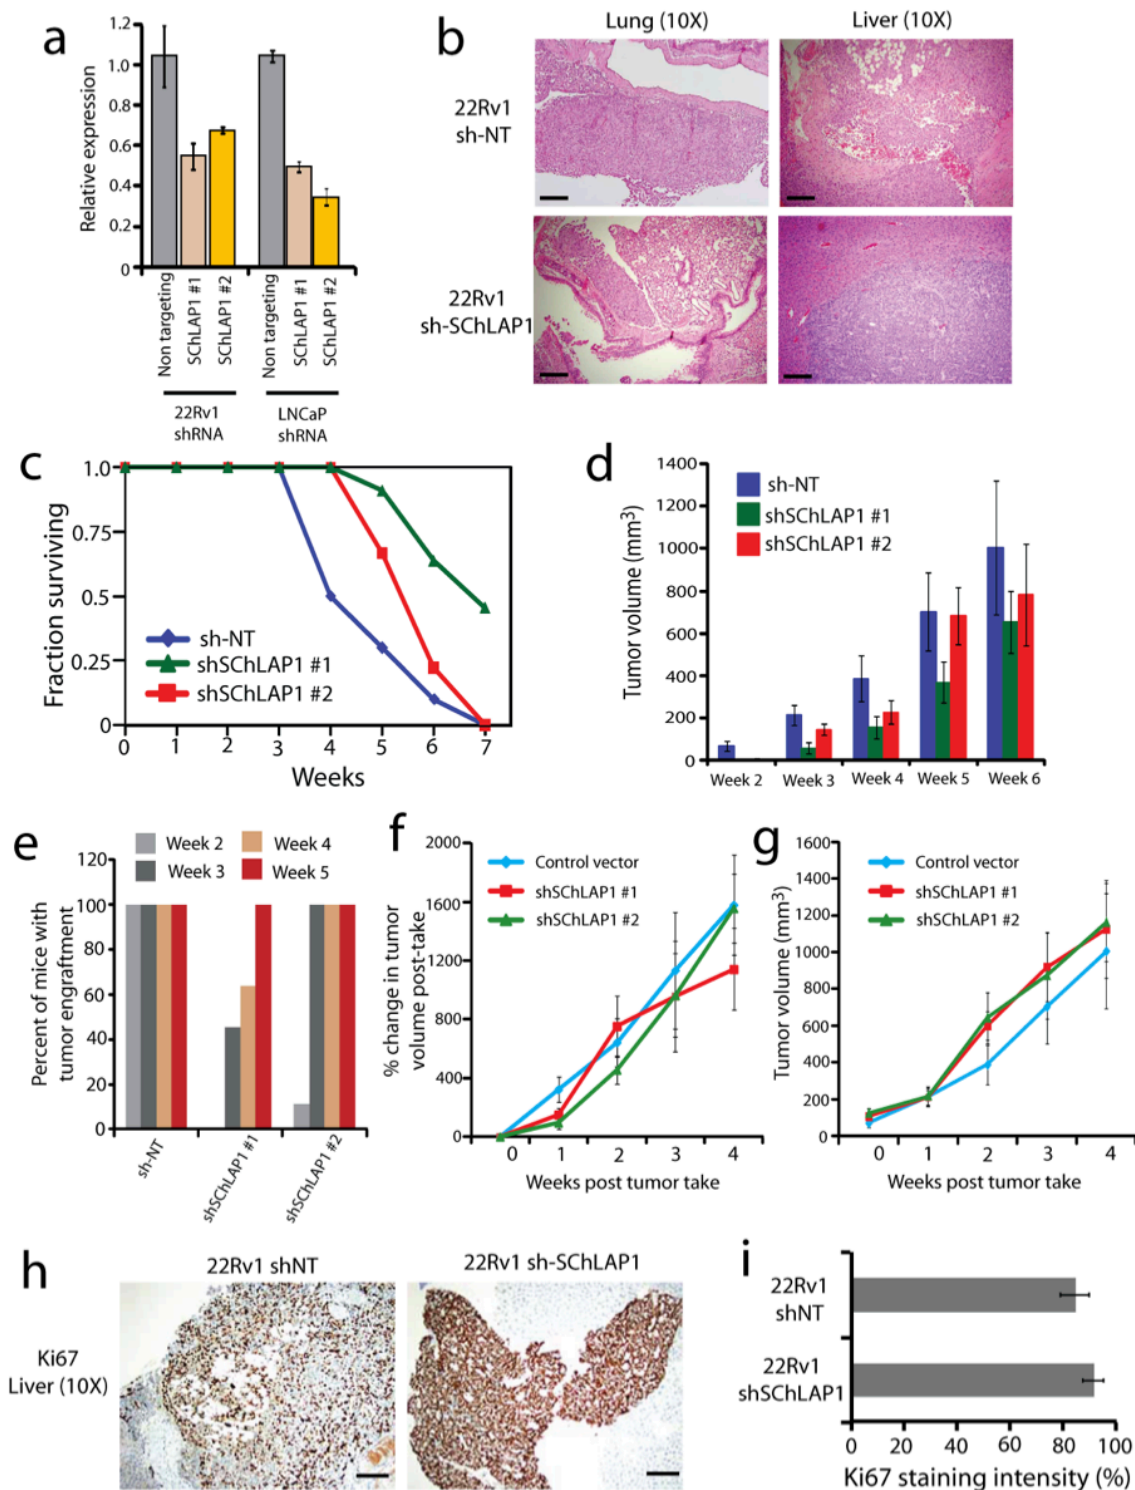 a
1.2
1.0
0.8
0.6
0.4
0.2
0
Relative expression
Non targeting
SChLAP1 #1
SChLAP1 #2
Non targeting
SChLAP1 #1
SChLAP1 #2
22Rv1
shRNA
LNCaP
shRNA
b
Lung (10X)
Liver (10X)
22Rv1
sh-NT
22Rv1
sh-SChLAP1
c
1.0
0.75
0.5
0.25
0
Fraction surviving
sh-NT
shSChLAP1 #1
shSChLAP1 #2
0 1 2 3 4 5 6 7
Weeks
d
1400
1200
1000
800
600
400
200
0
Tumor volume (mm3)
sh-NT
shSChLAP1 #1
shSChLAP1 #2
Week 2 Week 3 Week 4 Week 5 Week 6
e
Week 2 Week 4
Week 3 Week 5
120
100
80
60
40
20
0
Percent of mice with
tumor engraftment
sh-NT
shSChLAP1 #1
shSChLAP1 #2
f
2000
1600
1200
800
400
0
% change in tumor
volume post-take
Control vector
shSChLAP1 #1
shSChLAP1 #2
0 1 2 3 4
Weeks post tumor take
g
1600
1400
1200
1000
800
600
400
200
0
Tumor volume (mm3)
Control vector
shSChLAP1 #1
shSChLAP1 #2
0 1 2 3 4
Weeks post tumor take
h
22Rv1 shNT
22Rv1 sh-SChLAP1
Ki67
Liver (10X)
i
22Rv1
shNT
22Rv1
shSChLAP1
0 20 40 60 80 100
Ki67 staining intensity (%)